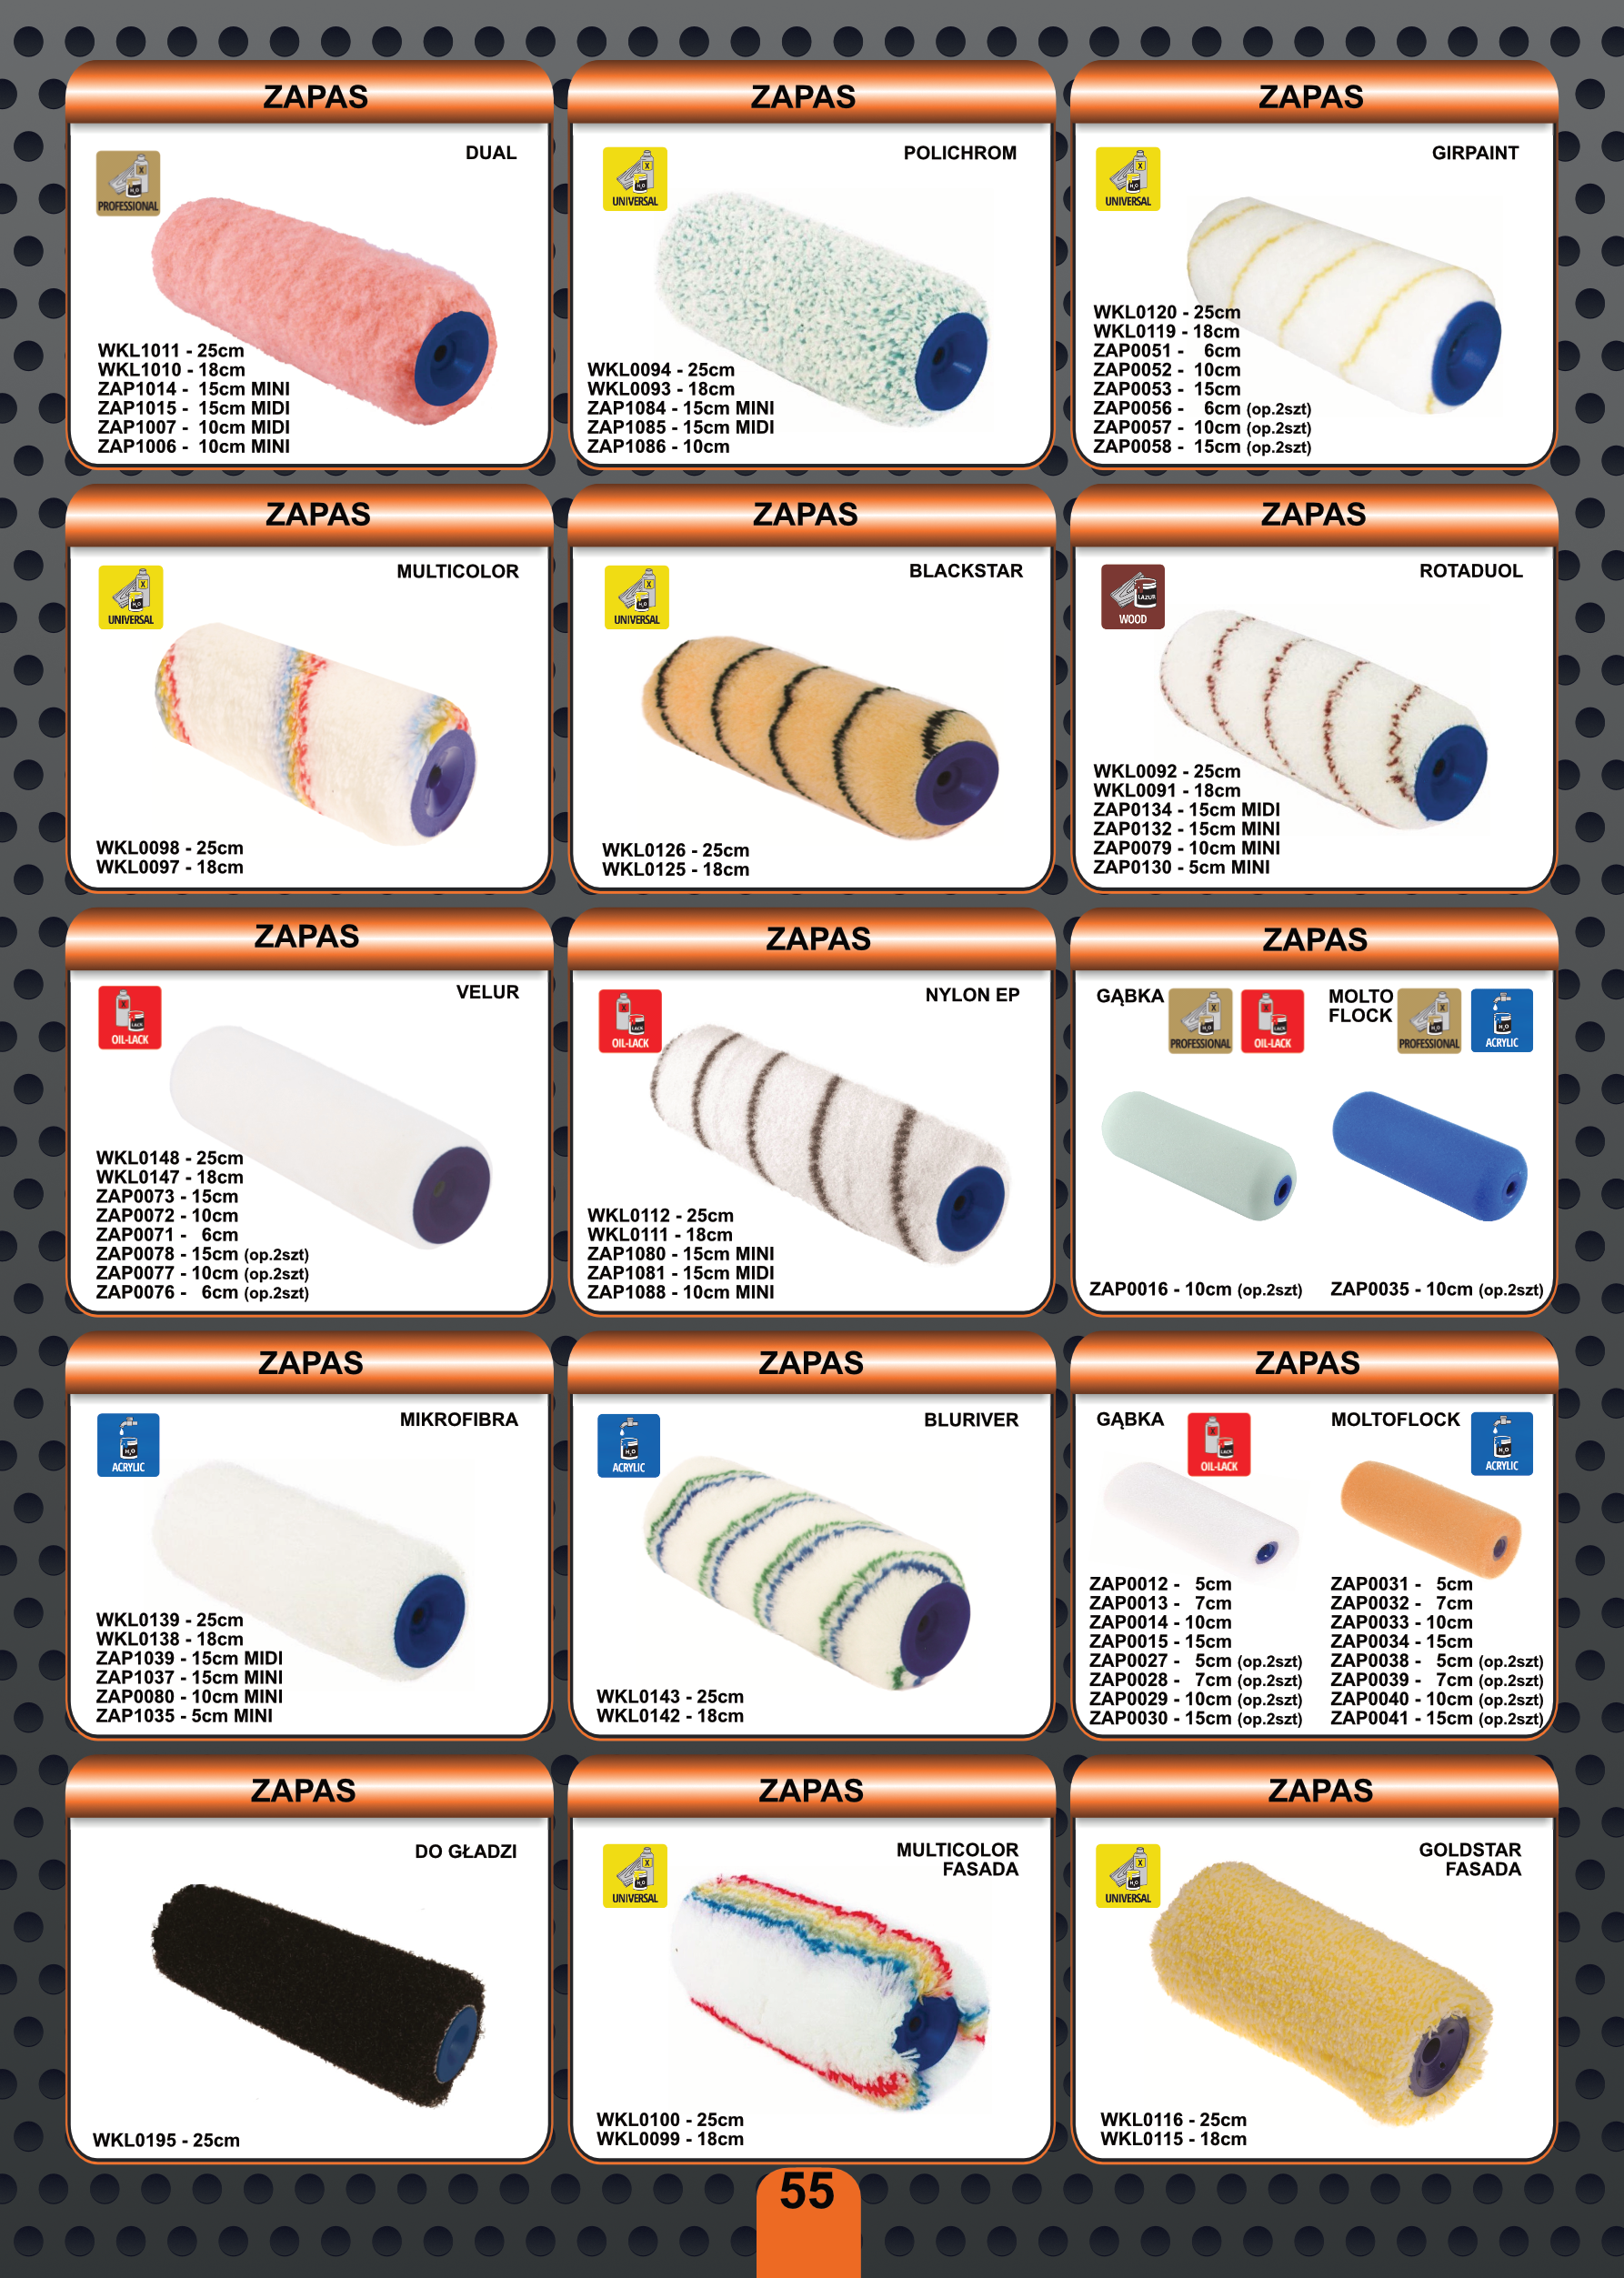 ZAPAS
DUAL
PROFESSIONAL
WKL1011 - 25cm
WKL1010 - 18cm
ZAP1014 - 15cm MINI
ZAP1015 - 15cm MIDI
ZAP1007 - 10cm MIDI
ZAP1006 - 10cm MINI
ZAPAS
POLICHROM
UNIVERSAL
WKL0094 - 25cm
WKL0093 - 18cm
ZAP1084 - 15cm MINI
ZAP1085 - 15cm MIDI
ZAP1086 - 10cm
ZAPAS
GIRPAINT
UNIVERSAL
WKL0120 - 25cm
WKL0119 - 18cm
ZAP0051 - 6cm
ZAP0052 - 10cm
ZAP0053 - 15cm
ZAP0056 - 6cm (op.2szt)
ZAP0057 - 10cm (op.2szt)
ZAP0058 - 15cm (op.2szt)
ZAPAS
MULTICOLOR
UNIVERSAL
WKL0098 - 25cm
WKL0097 - 18cm
ZAPAS
BLACKSTAR
UNIVERSAL
WKL0126 - 25cm
WKL0125 - 18cm
ZAPAS
ROTADUOL
LAZUR
WOOD
WKL0092 - 25cm
WKL0091 - 18cm
ZAP0134 - 15cm MIDI
ZAP0132 - 15cm MINI
ZAP0079 - 10cm MINI
ZAP0130 - 5cm MINI
ZAPAS
VELUR
LACK
OIL-LACK
WKL0148 - 25cm
WKL0147 - 18cm
ZAP0073 - 15cm
ZAP0072 - 10cm
ZAP0071 - 6cm
ZAP0078 - 15cm (op.2szt)
ZAP0077 - 10cm (op.2szt)
ZAP0076 - 6cm (op.2szt)
ZAPAS
NYLON EP
LACK
OIL-LACK
WKL0112 - 25cm
WKL0111 - 18cm
ZAP1080 - 15cm MINI
ZAP1081 - 15cm MIDI
ZAP1088 - 10cm MINI
ZAPAS
GĄBKA
PROFESSIONAL
LACK
OIL-LACK
ZAP0016 - 10cm (op.2szt)
MOLTO
FLOCK
PROFESSIONAL
H₂O
ACRYLIC
ZAP0035 - 10cm (op.2szt)
ZAPAS
MIKROFIBRA
H₂O
ACRYLIC
WKL0139 - 25cm
WKL0138 - 18cm
ZAP1039 - 15cm MIDI
ZAP1037 - 15cm MINI
ZAP0080 - 10cm MINI
ZAP1035 - 5cm MINI
ZAPAS
BLURIVER
H₂O
ACRYLIC
WKL0143 - 25cm
WKL0142 - 18cm
ZAPAS
GĄBKA
LACK
OIL-LACK
ZAP0012 - 5cm
ZAP0013 - 7cm
ZAP0014 - 10cm
ZAP0015 - 15cm
ZAP0027 - 5cm (op.2szt)
ZAP0028 - 7cm (op.2szt)
ZAP0029 - 10cm (op.2szt)
ZAP0030 - 15cm (op.2szt)
MOLTOFLOCK
H₂O
ACRYLIC
ZAP0031 - 5cm
ZAP0032 - 7cm
ZAP0033 - 10cm
ZAP0034 - 15cm
ZAP0038 - 5cm (op.2szt)
ZAP0039 - 7cm (op.2szt)
ZAP0040 - 10cm (op.2szt)
ZAP0041 - 15cm (op.2szt)
ZAPAS
DO GŁADZI
WKL0195 - 25cm
ZAPAS
MULTICOLOR
FASADA
UNIVERSAL
WKL0100 - 25cm
WKL0099 - 18cm
ZAPAS
GOLDSTAR
FASADA
UNIVERSAL
WKL0116 - 25cm
WKL0115 - 18cm
55